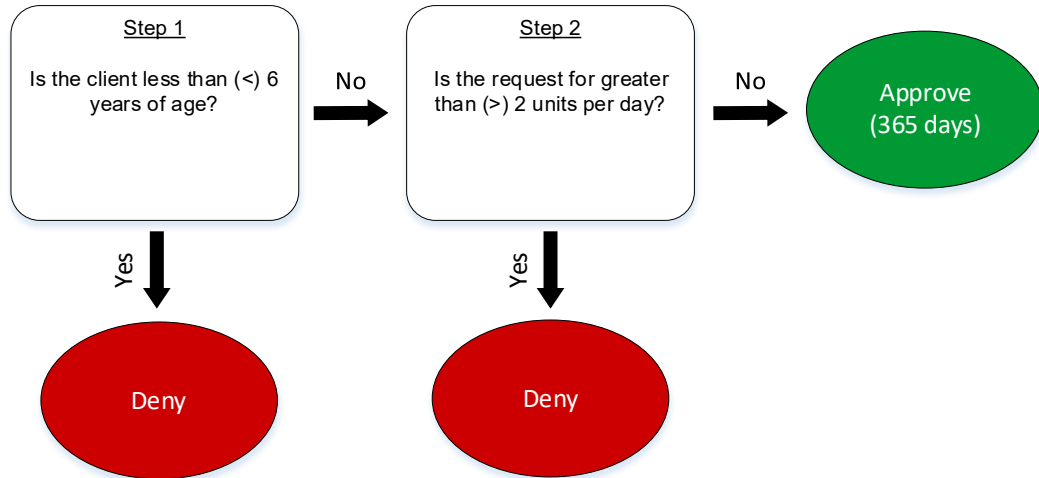 Step 1
Is the client less than (<) 6
years of age?
No
Step 2
Is the request for greater
than (>) 2 units per day?
No
Approve
(365 days)
Yes
Yes
Deny
Deny